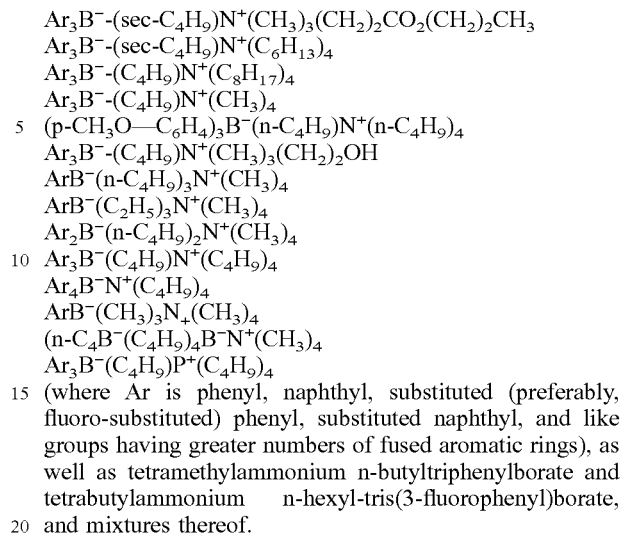 Ar₃B⁻-(sec-C₄H₉)N⁺(CH₃)₃(CH₂)₂CO₂(CH₂)₂CH₃
Ar₃B⁻-(sec-C₄H₉)N⁺(C₆H₁₃)₄
Ar₃B⁻-(C₄H₉)N⁺(C₈H₁₇)₄
Ar₃B⁻-(C₄H₉)N⁺(CH₃)₄
5 (p-CH₃O—C₆H₄)₃B⁻(n-C₄H₉)N⁺(n-C₄H₉)₄
Ar₃B⁻-(C₄H₉)N⁺(CH₃)₃(CH₂)₂OH
ArB⁻(n-C₄H₉)₃N⁺(CH₃)₄
ArB⁻(C₂H₅)₃N⁺(CH₃)₄
Ar₂B⁻(n-C₄H₉)₂N⁺(CH₃)₄
10 Ar₃B⁻(C₄H₉)N⁺(C₄H₉)₄
Ar₄B⁻N⁺(C₄H₉)₄
ArB⁻(CH₃)₃N₊(CH₃)₄
(n-C₄B⁻(C₄H₉)₄B⁻N⁺(CH₃)₄
Ar₃B⁻(C₄H₉)P⁺(C₄H₉)₄
15 (where Ar is phenyl, naphthyl, substituted (preferably,
fluoro-substituted) phenyl, substituted naphthyl, and like
groups having greater numbers of fused aromatic rings), as
well as tetramethylammonium n-butyltriphenylborate and
tetrabutylammonium n-hexyl-tris(3-fluorophenyl)borate,
20 and mixtures thereof.